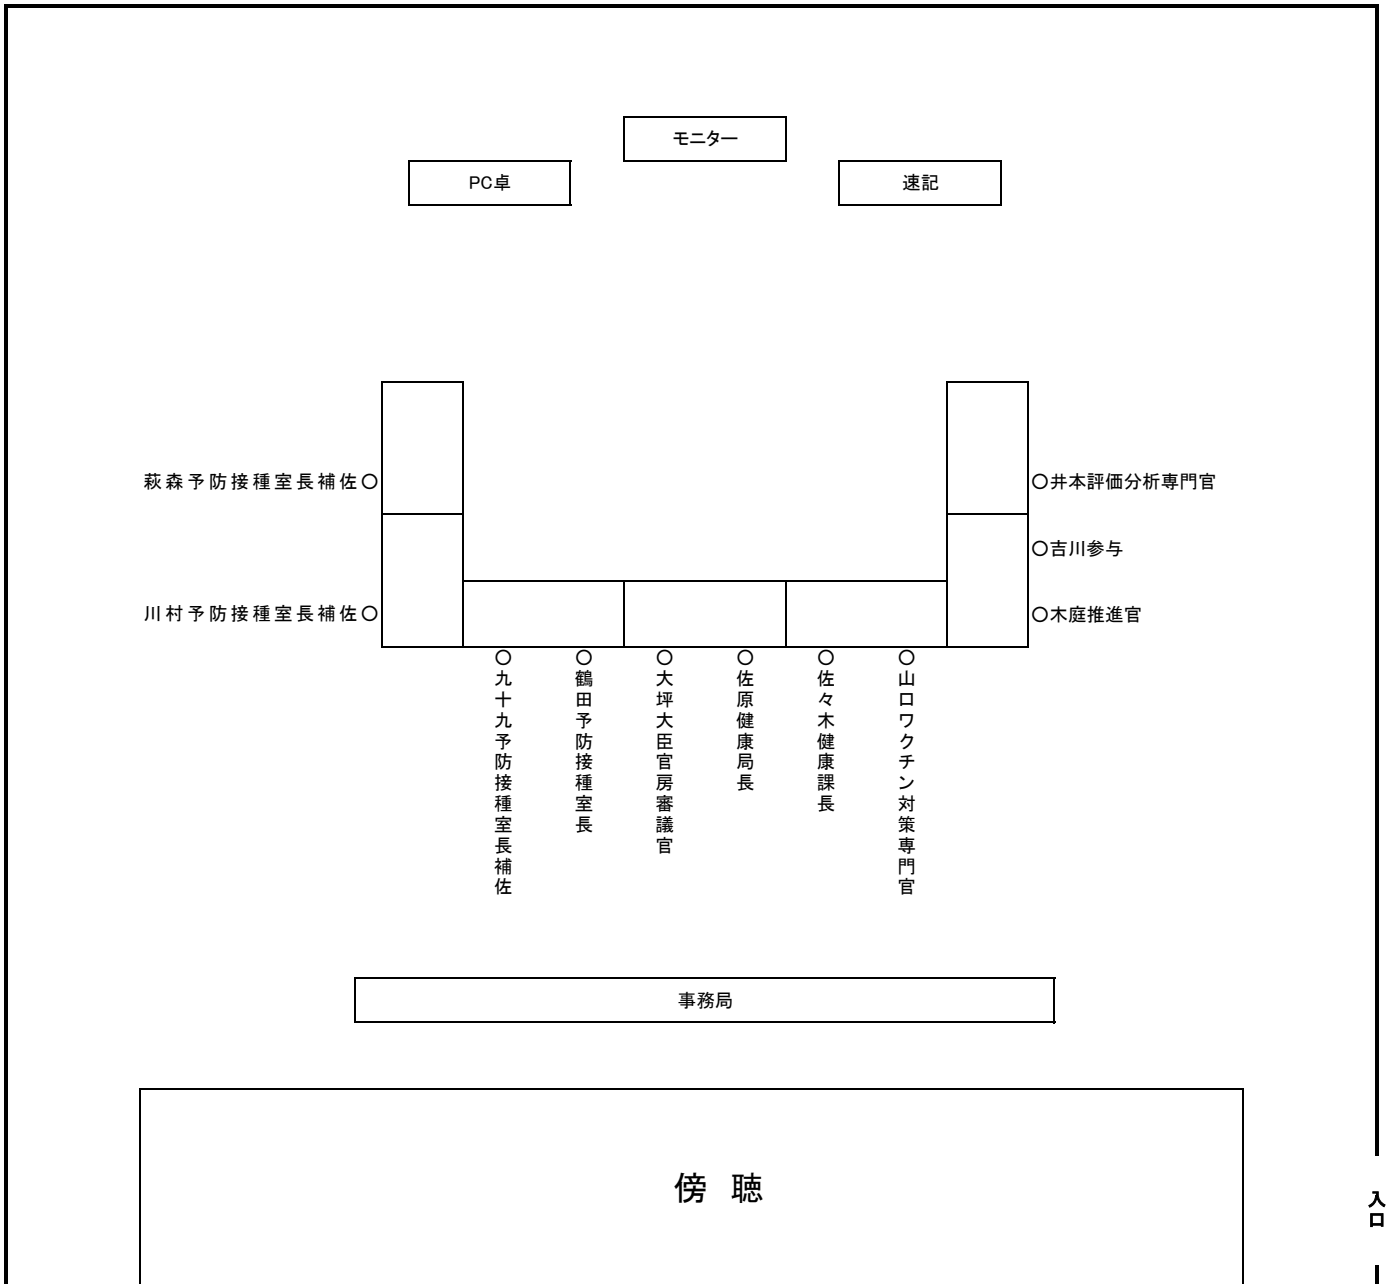 モニター
PC卓
速記
萩森予防接種室長補佐○
○井本評価分析専門官
○吉川参与
川村予防接種室長補佐○
○木庭推進官
○九十九予防接種室長補佐
○鶴田予防接種室長
○大坪大臣官房審議官
○佐原健康局長
○佐々木健康課長
○山口ワクチン対策専門官
事務局
傍 聴
入口